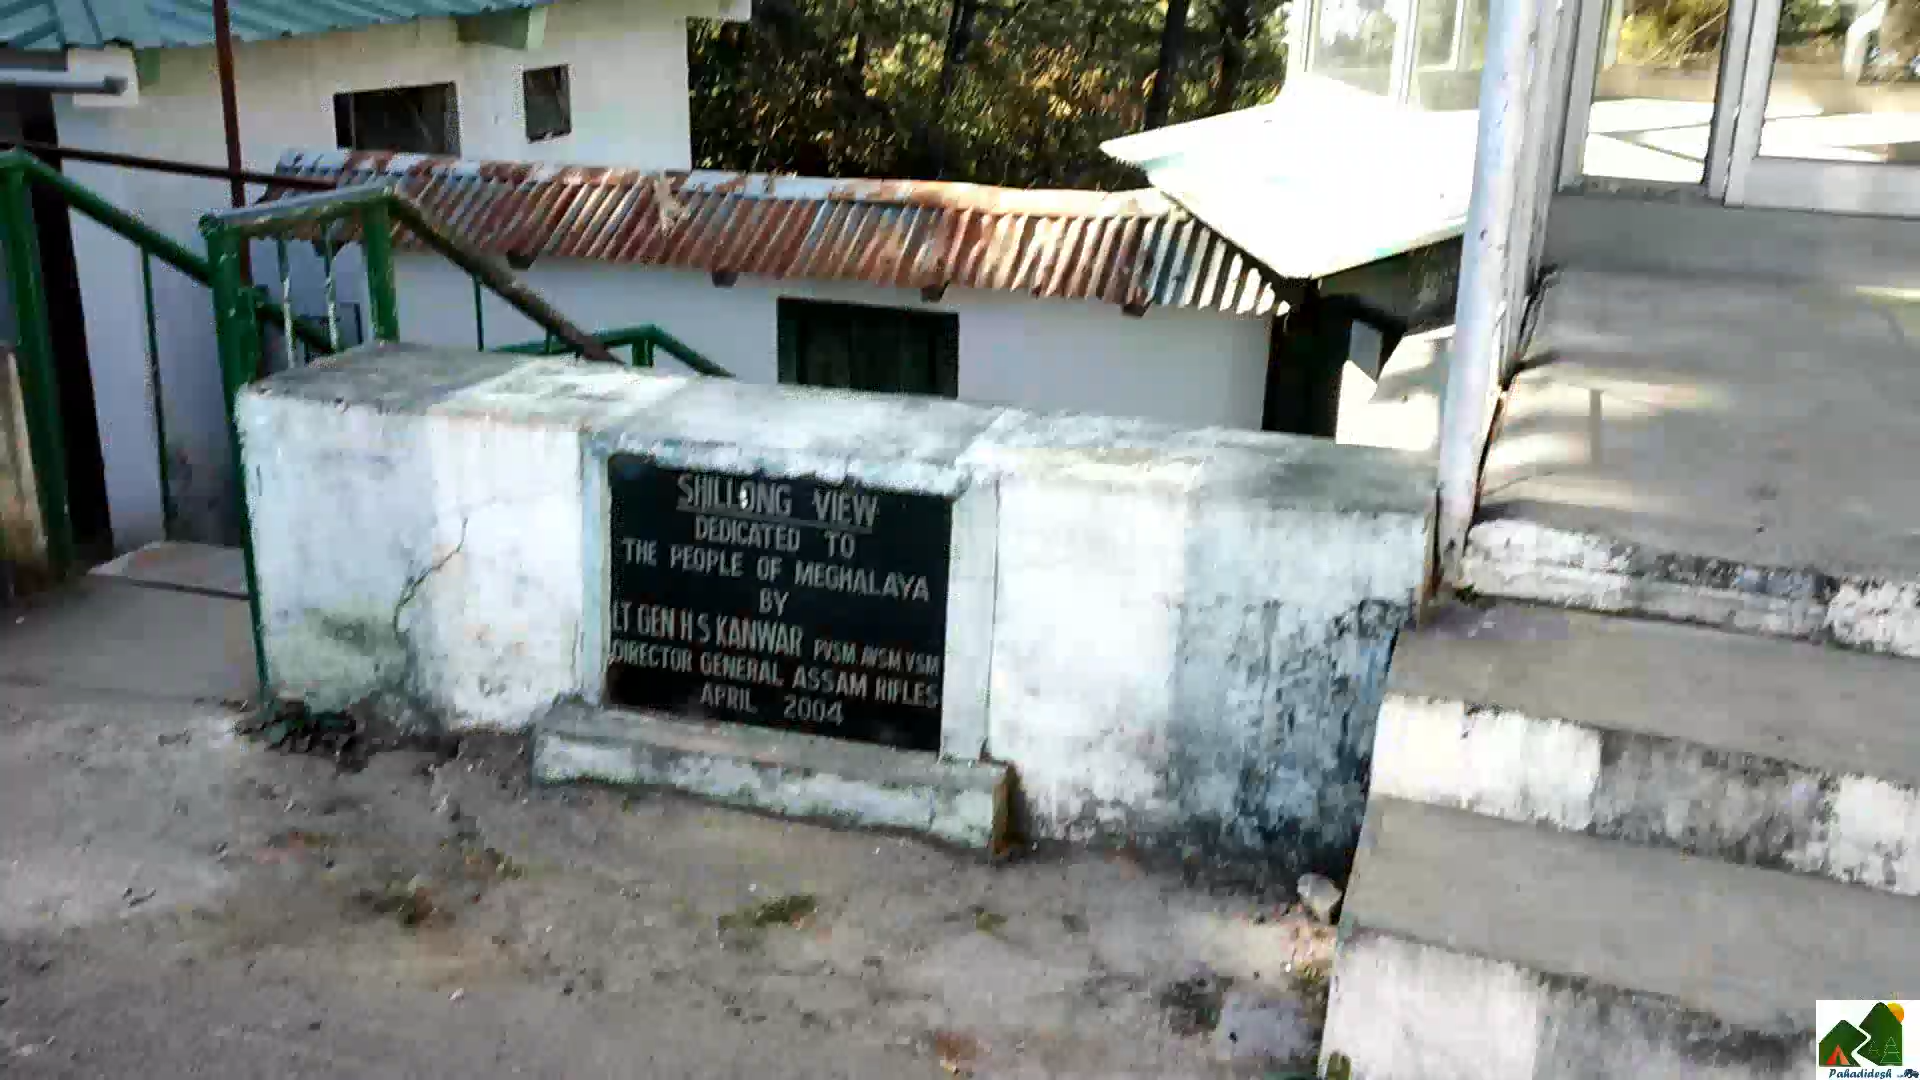 SHILLONG VIEW
DEDICATED TO
THE PEOPLE OF MEGHALAYA
BY
LT GEN H S KANWAR PVSM AVSM VSM
DIRECTOR GENERAL ASSAM RIFLES
APRIL 2004
Pahadidesh